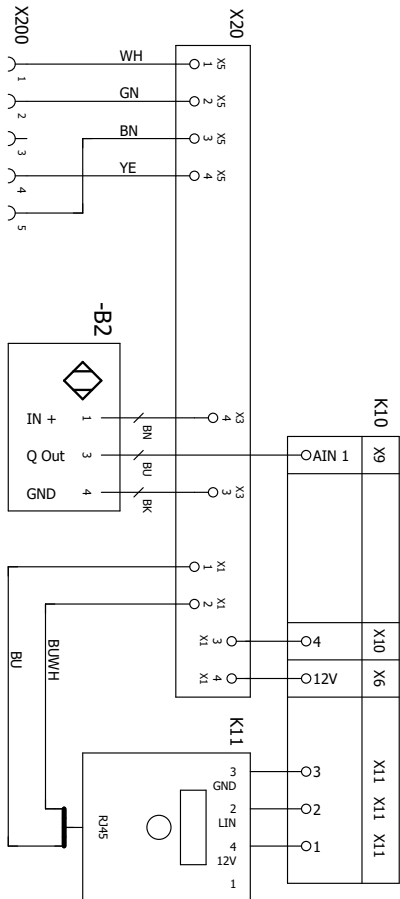 X200
1
2
3
4
5
WH
GN
BN
YE
X20
1 X5
2 X5
3 X5
4 X5
-B2
IN + 1
Q Out 3
GND 4
BN
BU
BK
4 X3
3 X3
1 X1
2 X1
X1 3
X1 4
BU
BUWH
K10
AIN 1 X9
4 X10
12V X6
3 X11
2 X11
1 X11
K11
3
GND
2
LIN
4
12V
1
RJ45